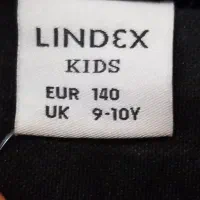 LINDEX
KIDS
EUR 140
UK 9-10Y